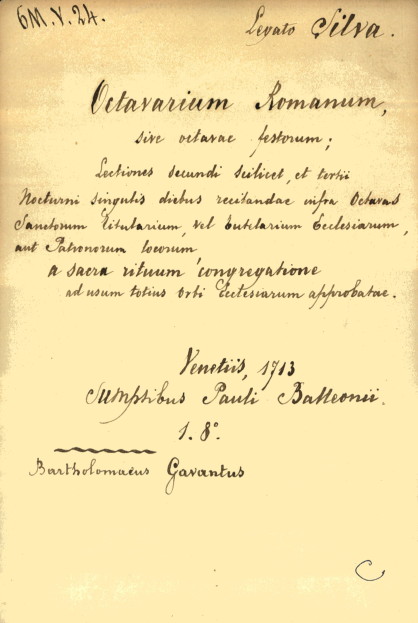 6M.V.24.
Legato Silva.
Octavarium Romanum,
sive octavae festorum;
Lectiones secundi scilicet, et tertii
Nocturni singulis diebus recitandae infra Octavas
Sanctorum Titularium, vel Tutelarium Ecclesiarum,
aut Patronorum locorum
a sacra rituum congregatione
ad usum totius Orbi Ecclesiarum approbatae.
Venetiis, 1713
Sumptibus Pauli Balleonii.
1. 8°.
Bartholomaeus Gavantus
C